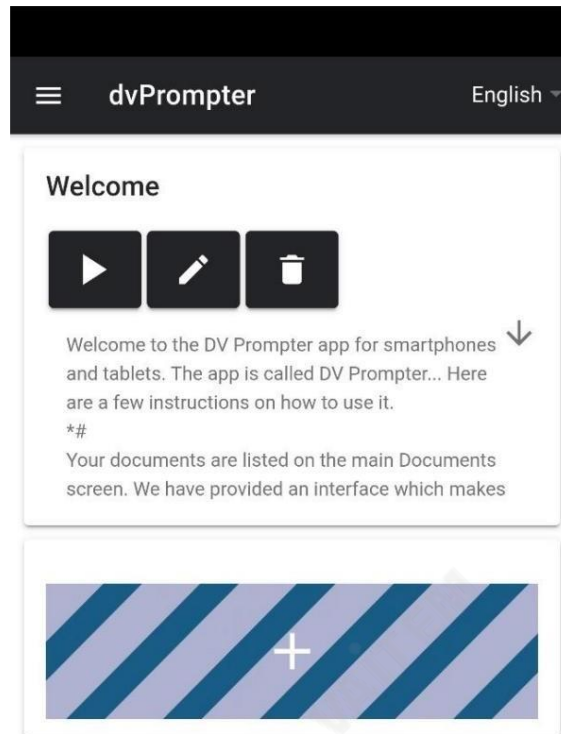 dvPrompter English
Welcome
Welcome to the DV Prompter app for smartphones
and tablets. The app is called DV Prompter... Here
are a few instructions on how to use it.
*#
Your documents are listed on the main Documents
screen. We have provided an interface which makes